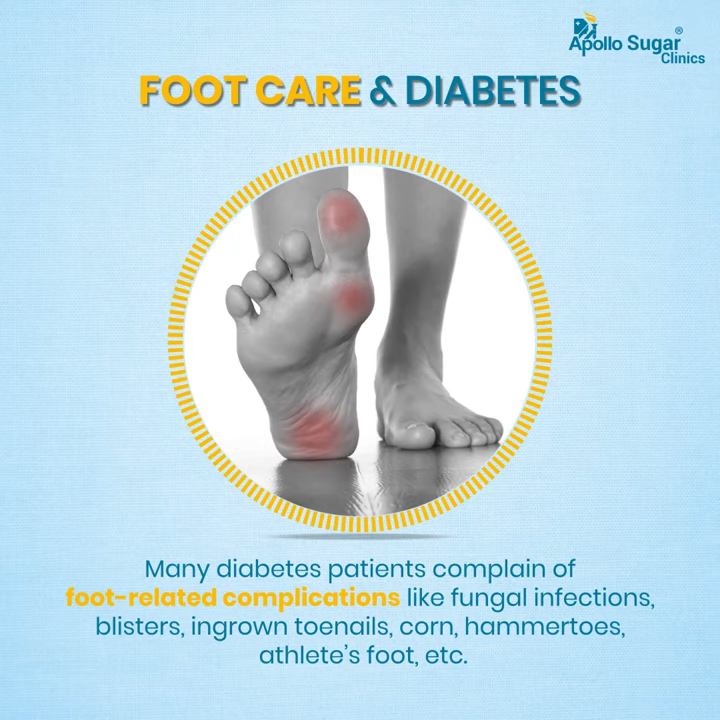 Apollo Sugar®
Clinics
FOOT CARE & DIABETES
Many diabetes patients complain of
foot-related complications like fungal infections,
blisters, ingrown toenails, corn, hammertoes,
athlete's foot, etc.